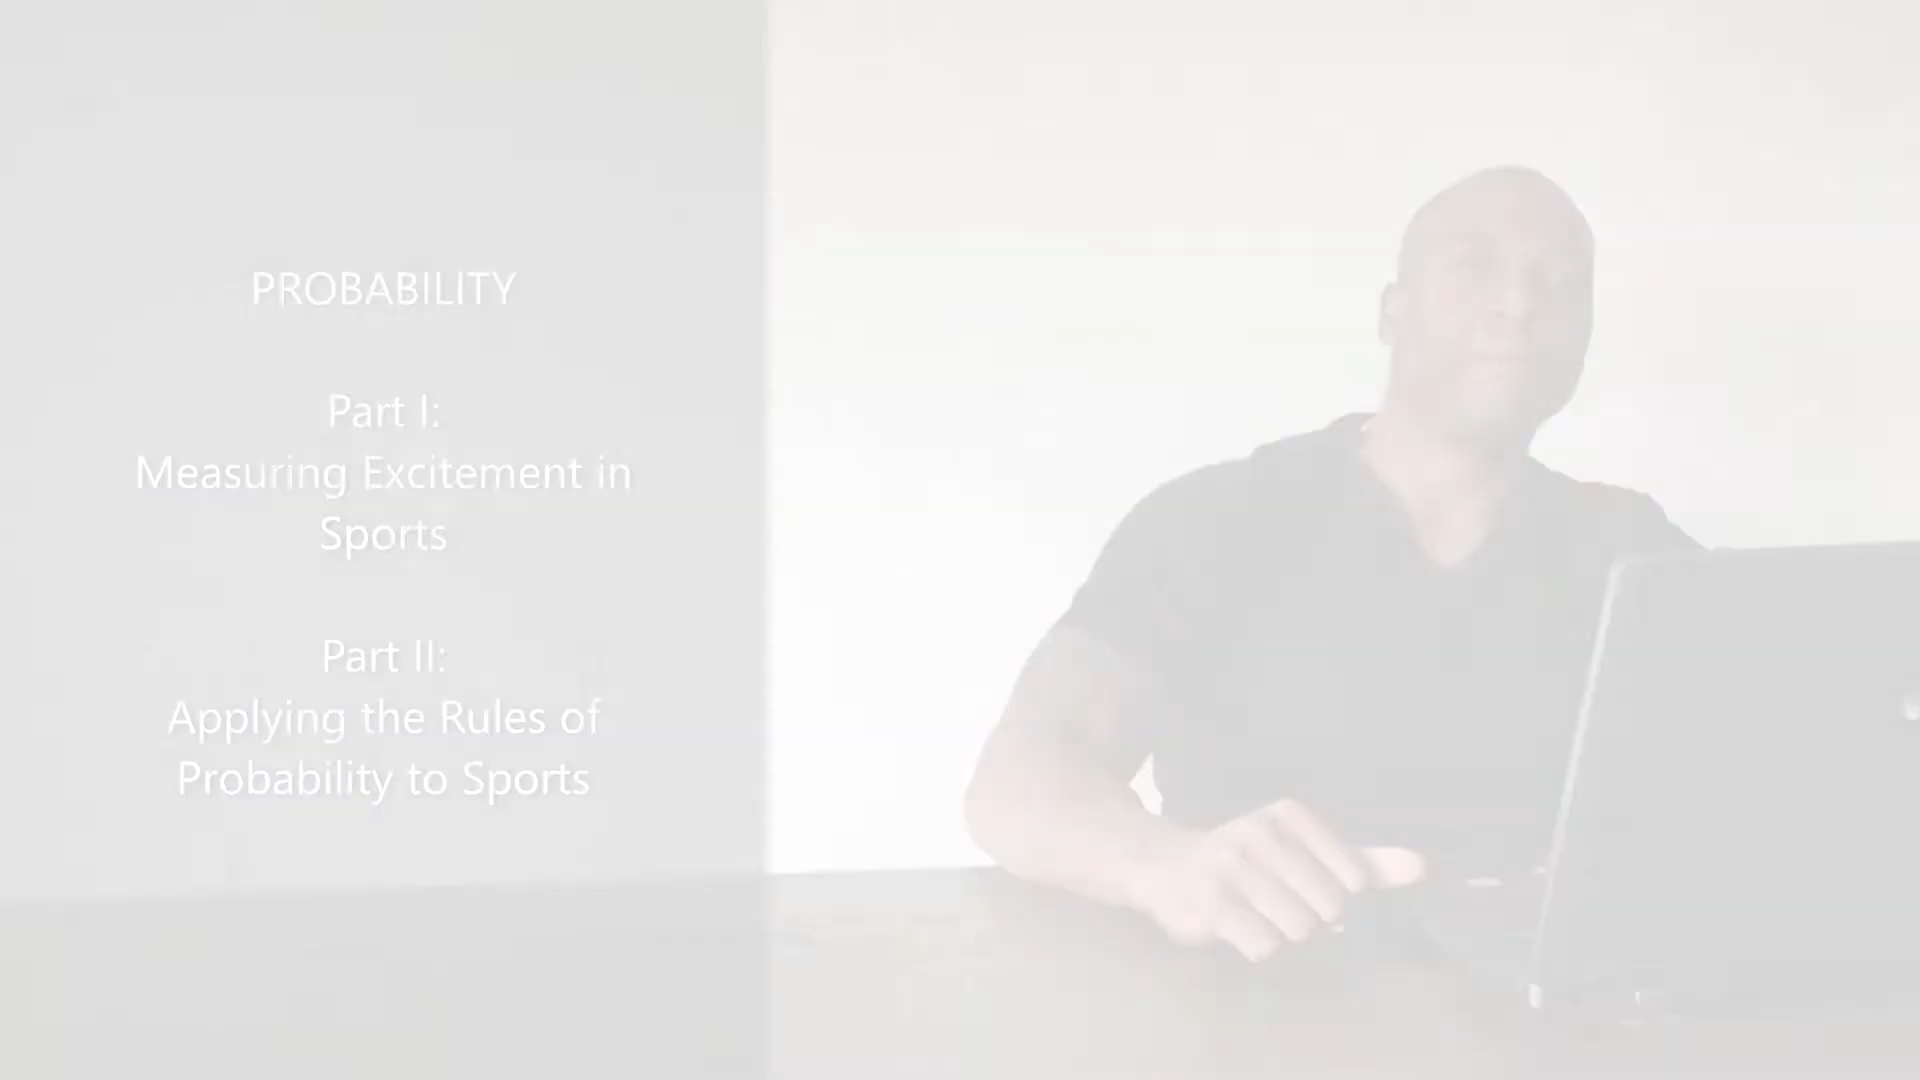 PROBABILITY
Part I:
Measuring Excitement in
Sports
Part II:
Applying the Rules of
Probability to Sports